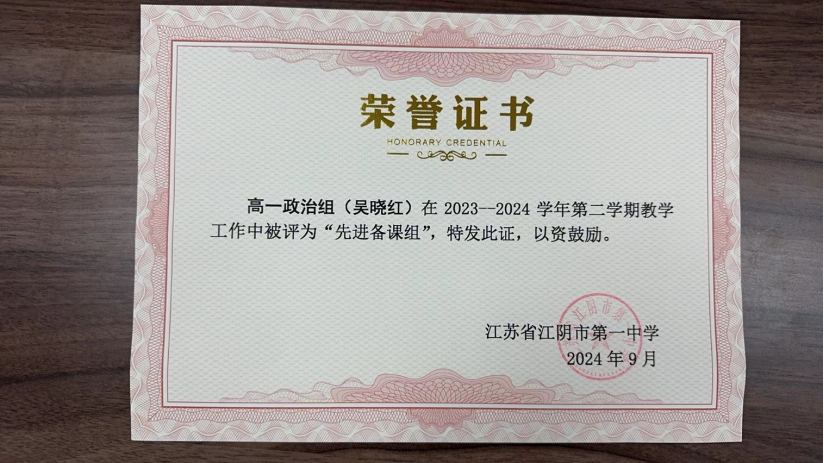 荣誉证书
HONORARY CREDENTIAL
高一政治组（吴晓红）在 2023--2024 学年第二学期教学
工作中被评为“先进备课组”，特发此证，以资鼓励。
江苏省江阴市第一中学
2024 年 9 月